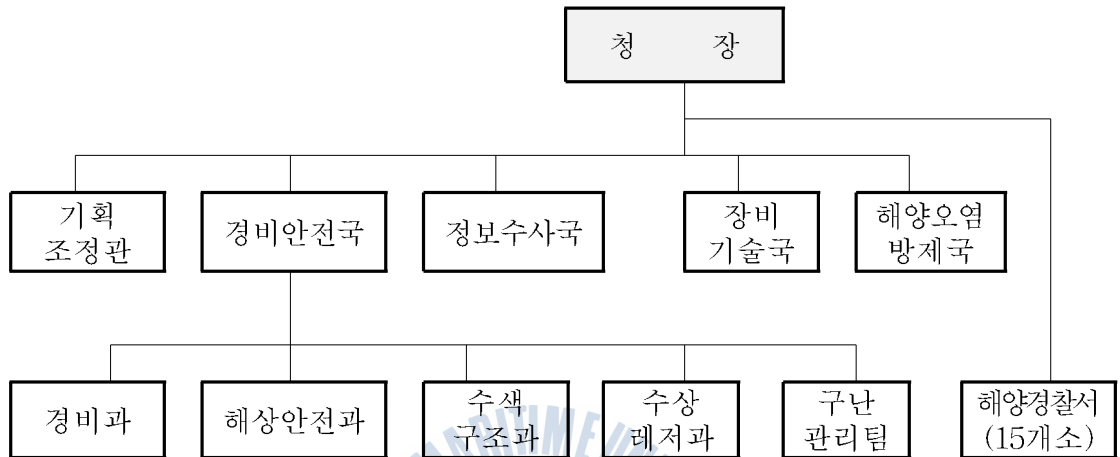 청 장
기획
조정관
경비안전국
정보수사국
장비
기술국
해양오염
방제국
경비과
해상안전과
수색
구조과
수상
레저과
구난
관리팀
해양경찰서
(15개소)
MARITIME UN